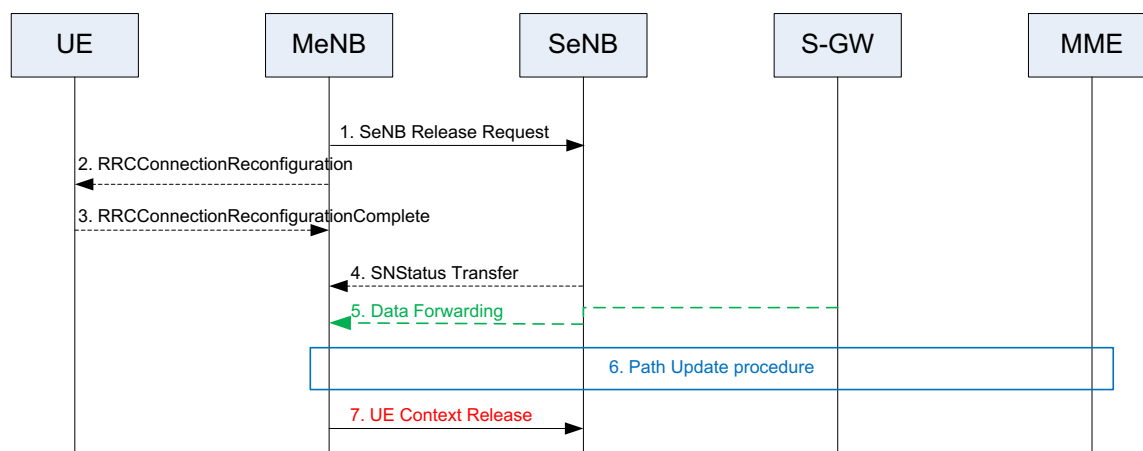 UE
MeNB
SeNB
S-GW
MME
1. SeNB Release Request
2. RRCConnectionReconfiguration
3. RRCConnectionReconfigurationComplete
4. SNStatus Transfer
5. Data Forwarding
6. Path Update procedure
7. UE Context Release